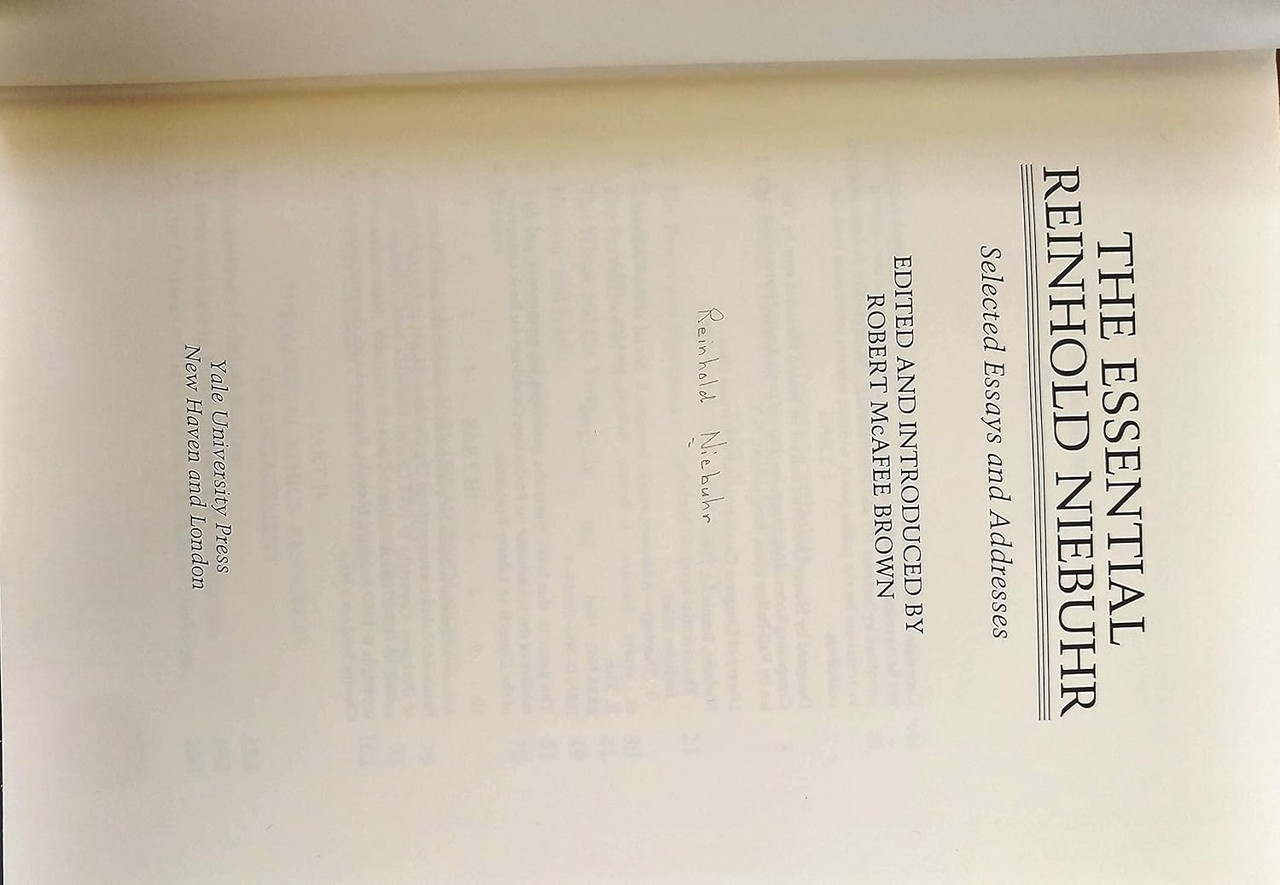 THE ESSENTIAL
REINHOLD NIEBUHR
Selected Essays and Addresses
EDITED AND INTRODUCED BY
ROBERT McAFEE BROWN
Reinhold Niebuhr
Yale University Press
New Haven and London